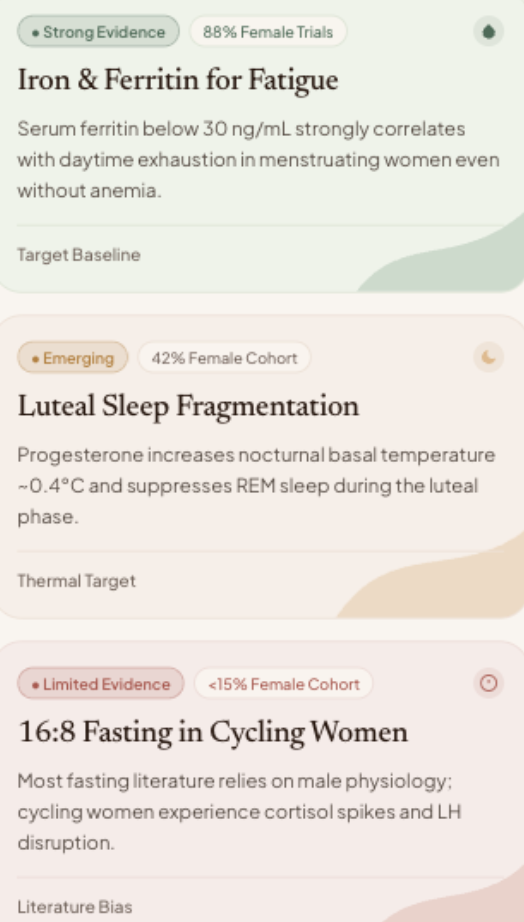 • Strong Evidence 88% Female Trials
Iron & Ferritin for Fatigue
Serum ferritin below 30 ng/mL strongly correlates
with daytime exhaustion in menstruating women even
without anemia.
Target Baseline
• Emerging 42% Female Cohort
Luteal Sleep Fragmentation
Progesterone increases nocturnal basal temperature
~0.4°C and suppresses REM sleep during the luteal
phase.
Thermal Target
• Limited Evidence <15% Female Cohort
16:8 Fasting in Cycling Women
Most fasting literature relies on male physiology;
cycling women experience cortisol spikes and LH
disruption.
Literature Bias